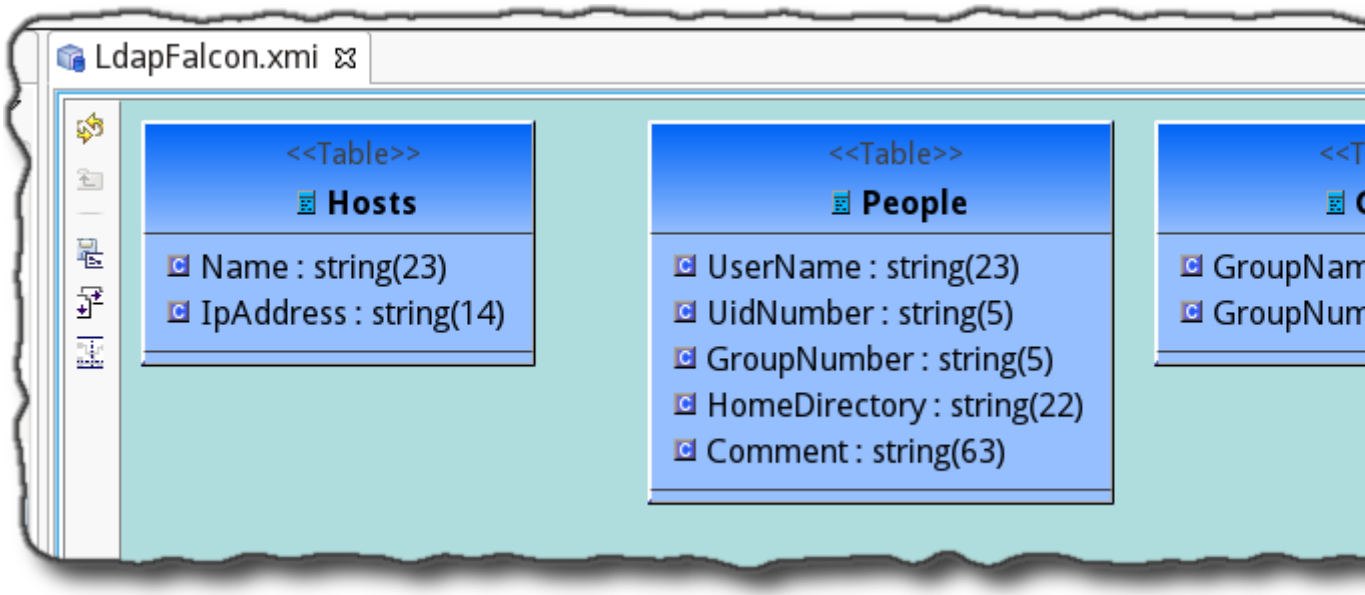 LdapFalcon.xmi
<<Table>>
Hosts
Name : string(23)
IpAddress : string(14)
<<Table>>
People
UserName : string(23)
UidNumber : string(5)
GroupNumber : string(5)
HomeDirectory : string(22)
Comment : string(63)